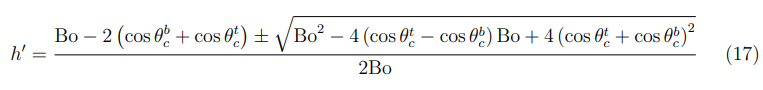 h' = \frac{\mathrm{Bo} - 2\left(\cos\theta_c^b + \cos\theta_c^t\right) \pm \sqrt{\mathrm{Bo}^2 - 4\left(\cos\theta_c^t - \cos\theta_c^b\right)\mathrm{Bo} + 4\left(\cos\theta_c^t + \cos\theta_c^b\right)^2}}{2\mathrm{Bo}} (17)